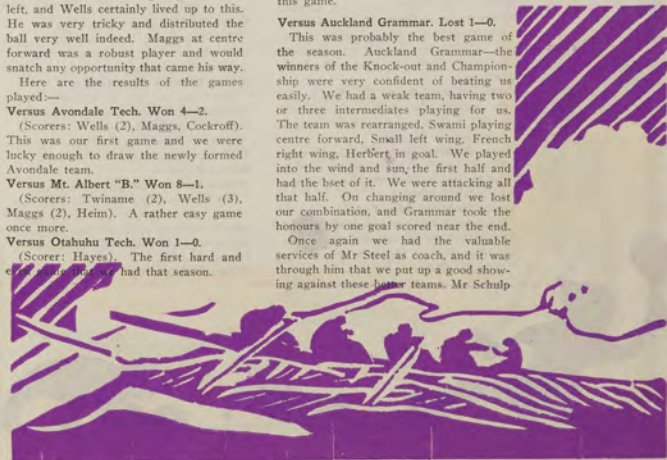 left, and Wells certainly lived up to this.
He was very tricky and distributed the
ball very well indeed. Maggs at centre
forward was a robust player and would
snatch any opportunity that came his way.
Here are the results of the games
played:—
Versus Avondale Tech. Won 4—2.
(Scorers: Wells (2), Maggs, Cockroff).
This was our first game and we were
lucky enough to draw the newly formed
Avondale team.
Versus Mt. Albert "B." Won 8—1.
(Scorers: Twiname (2), Wells (3),
Maggs (2), Heim). A rather easy game
once more.
Versus Otahuhu Tech. Won 1—0.
(Scorer: Hayes). The first hard and
even game that we had that season.
this game.
Versus Auckland Grammar. Lost 1—0.
This was probably the best game of
the season. Auckland Grammar—the
winners of the Knock-out and Champion-
ship were very confident of beating us
easily. We had a weak team, having two
or three intermediates playing for us.
The team was rearranged, Swami playing
centre forward, Small left wing, French
right wing, Herbert in goal. We played
into the wind and sun, the first half and
had the bset of it. We were attacking all
that half. On changing around we lost
our combination, and Grammar took the
honours by one goal scored near the end.
Once again we had the valuable
services of Mr Steel as coach, and it was
through him that we put up a good show-
ing against these better teams. Mr Schulp